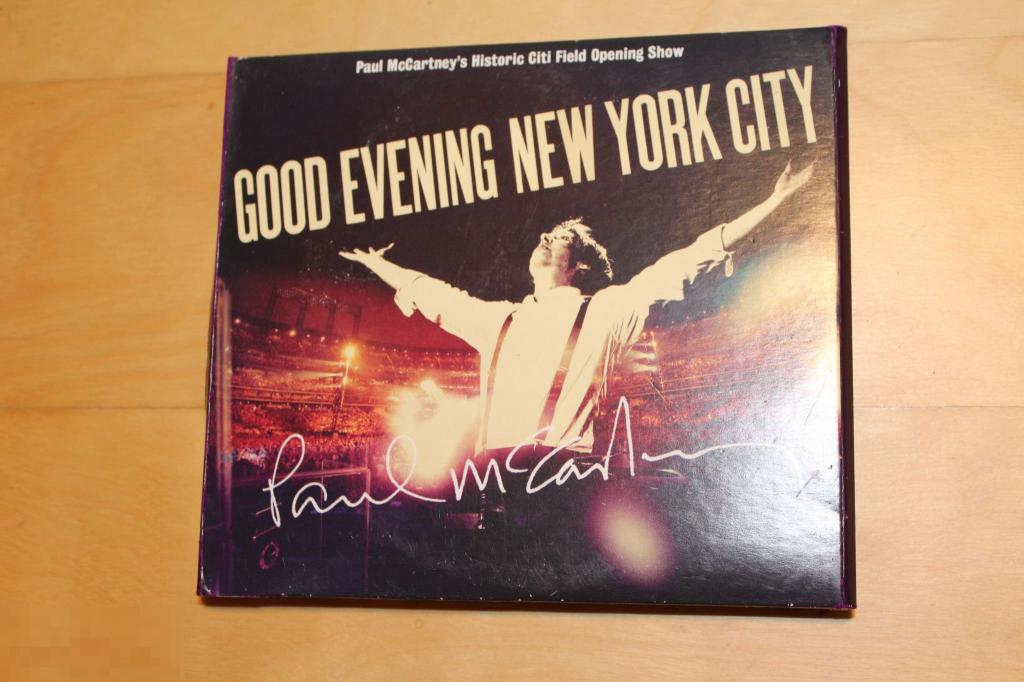 Paul McCartney's Historic Citi Field Opening Show
GOOD EVENING NEW YORK CITY
Paul McCartney